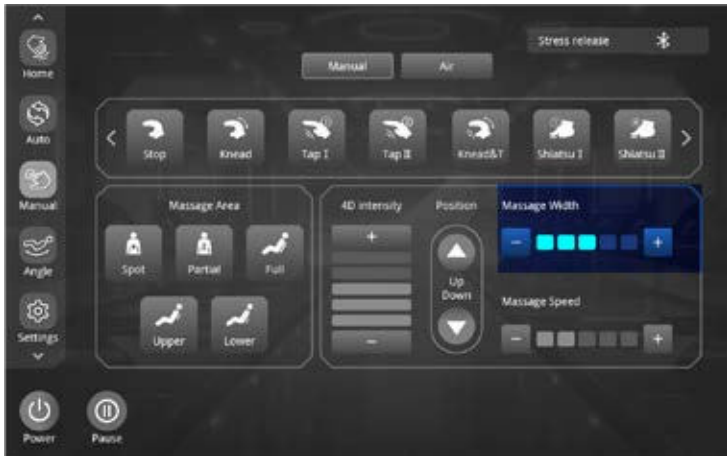 Stress release
Home
Manual
Air
Auto
Stop
Knead
Tap I
Tap II
Knead&T
Shiatsu I
Shiatsu II
Manual
Massage Area
4D intensity
Position
Massage Width
+
-
+
Spot
Partial
Full
Up
Down
Angle
Massage Speed
Settings
Upper
Lower
-
-
+
Power
Pause